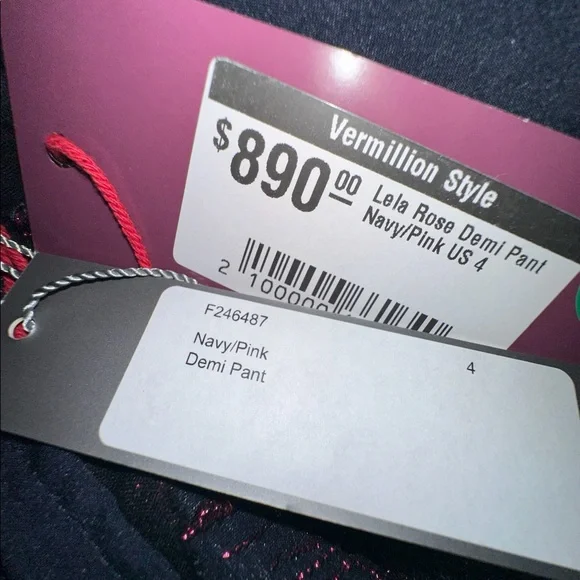 Vermillion Style
$890.00
Lela Rose Demi Pant
Navy/Pink US 4
2
F246487
Navy/Pink
4
Demi Pant